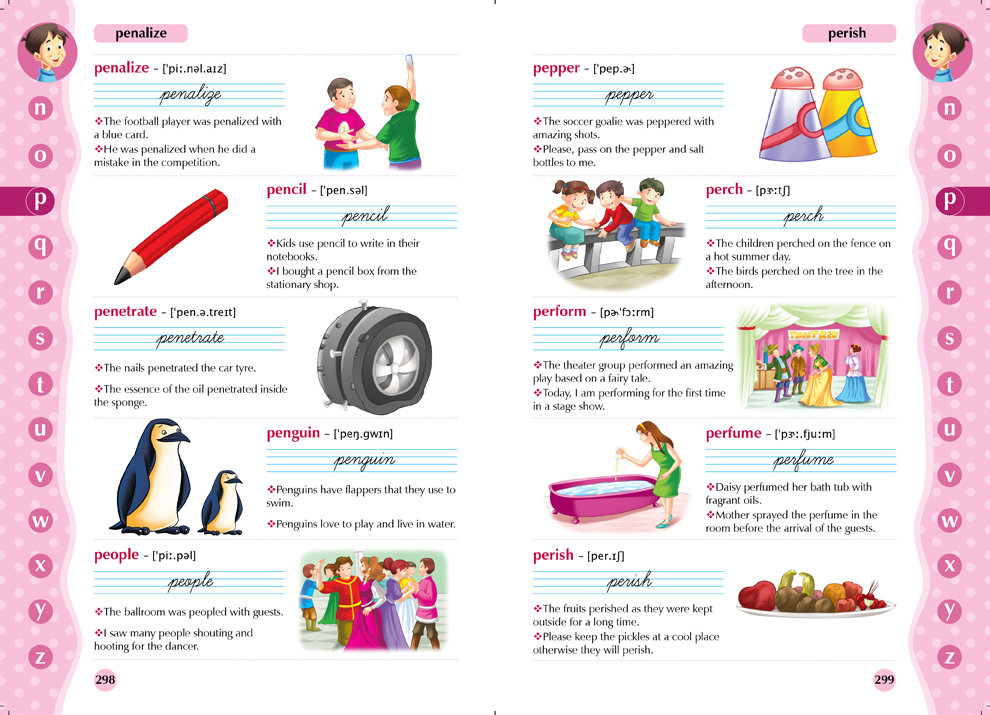 penalize
penalize – ['piː.nəl.aɪz]
penalize
❖The football player was penalized with
a blue card.
❖He was penalized when he did a
mistake in the competition.
pencil – ['pen.səl]
pencil
❖Kids use pencil to write in their
notebooks.
❖I bought a pencil box from the
stationary shop.
penetrate – ['pen.ə.treɪt]
penetrate
❖The nails penetrated the car tyre.
❖The essence of the oil penetrated inside
the sponge.
penguin – ['peŋ.gwɪn]
penguin
❖Penguins have flappers that they use to
swim.
❖Penguins love to play and live in water.
people – ['piː.pəl]
people
❖The ballroom was peopled with guests.
❖I saw many people shouting and
hooting for the dancer.
298
n
o
p
q
r
s
t
u
v
w
x
y
z
perish
pepper – ['pep.ɚ]
pepper
❖The soccer goalie was peppered with
amazing shots.
❖Please, pass on the pepper and salt
bottles to me.
perch – [pɝːtʃ]
perch
❖The children perched on the fence on
a hot summer day.
❖The birds perched on the tree in the
afternoon.
perform – [pɚ'fɔːrm]
perform
❖The theater group performed an amazing
play based on a fairy tale.
❖Today, I am performing for the first time
in a stage show.
perfume – ['pɝː.fjuːm]
perfume
❖Daisy perfumed her bath tub with
fragrant oils.
❖Mother sprayed the perfume in the
room before the arrival of the guests.
perish – [per.ɪʃ]
perish
❖The fruits perished as they were kept
outside for a long time.
❖Please keep the pickles at a cool place
otherwise they will perish.
299
n
o
p
q
r
s
t
u
v
w
x
y
z